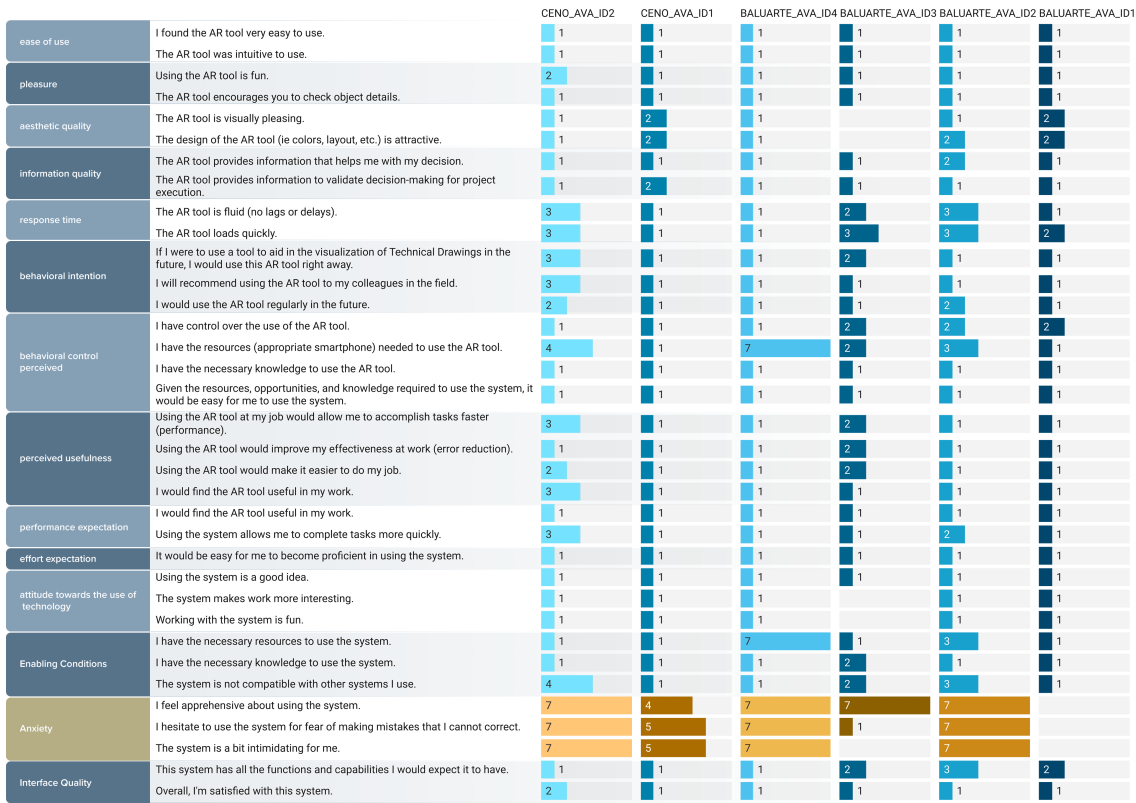 CENO_AVA_ID2 CENO_AVA_ID1 BALUARTE_AVA_ID4 BALUARTE_AVA_ID3 BALUARTE_AVA_ID2 BALUARTE_AVA_ID1
ease of use
I found the AR tool very easy to use. 1 1 1 1 1 1
The AR tool was intuitive to use. 1 1 1 1 1 1
pleasure
Using the AR tool is fun. 2 1 1 1 1 1
The AR tool encourages you to check object details. 1 1 1 1 1 1
aesthetic quality
The AR tool is visually pleasing. 1 2 1 1 2
The design of the AR tool (ie colors, layout, etc.) is attractive. 1 2 1 2 2
information quality
The AR tool provides information that helps me with my decision. 1 1 1 1 2 1
The AR tool provides information to validate decision-making for project
execution. 1 2 1 1 1 1
response time
The AR tool is fluid (no lags or delays). 3 1 1 2 3 1
The AR tool loads quickly. 3 1 1 3 3 2
behavioral intention
If I were to use a tool to aid in the visualization of Technical Drawings in the
future, I would use this AR tool right away. 3 1 1 2 1 1
I will recommend using the AR tool to my colleagues in the field. 3 1 1 1 1 1
I would use the AR tool regularly in the future. 2 1 1 1 2 1
behavioral control
perceived
I have control over the use of the AR tool. 1 1 1 2 2 2
I have the resources (appropriate smartphone) needed to use the AR tool. 4 1 7 2 3 1
I have the necessary knowledge to use the AR tool. 1 1 1 1 1 1
Given the resources, opportunities, and knowledge required to use the system, it
would be easy for me to use the system. 1 1 1 1 1 1
perceived usefulness
Using the AR tool at my job would allow me to accomplish tasks faster
(performance). 3 1 1 2 1 1
Using the AR tool would improve my effectiveness at work (error reduction). 1 1 1 2 1 1
Using the AR tool would make it easier to do my job. 2 1 1 2 1 1
I would find the AR tool useful in my work. 3 1 1 1 1 1
performance expectation
I would find the AR tool useful in my work. 1 1 1 1 1 1
Using the system allows me to complete tasks more quickly. 3 1 1 1 2 1
effort expectation
It would be easy for me to become proficient in using the system. 1 1 1 1 1 1
attitude towards the use of
technology
Using the system is a good idea. 1 1 1 1 1 1
The system makes work more interesting. 1 1 1 1 1
Working with the system is fun. 1 1 1 1 1
Enabling Conditions
I have the necessary resources to use the system. 1 1 7 1 3 1
I have the necessary knowledge to use the system. 1 1 1 2 1 1
The system is not compatible with other systems I use. 4 1 1 2 3 1
Anxiety
I feel apprehensive about using the system. 7 4 7 7 7
I hesitate to use the system for fear of making mistakes that I cannot correct. 7 5 7 1 7
The system is a bit intimidating for me. 7 5 7 7
Interface Quality
This system has all the functions and capabilities I would expect it to have. 1 1 1 2 3 2
Overall, I'm satisfied with this system. 2 1 1 1 1 1